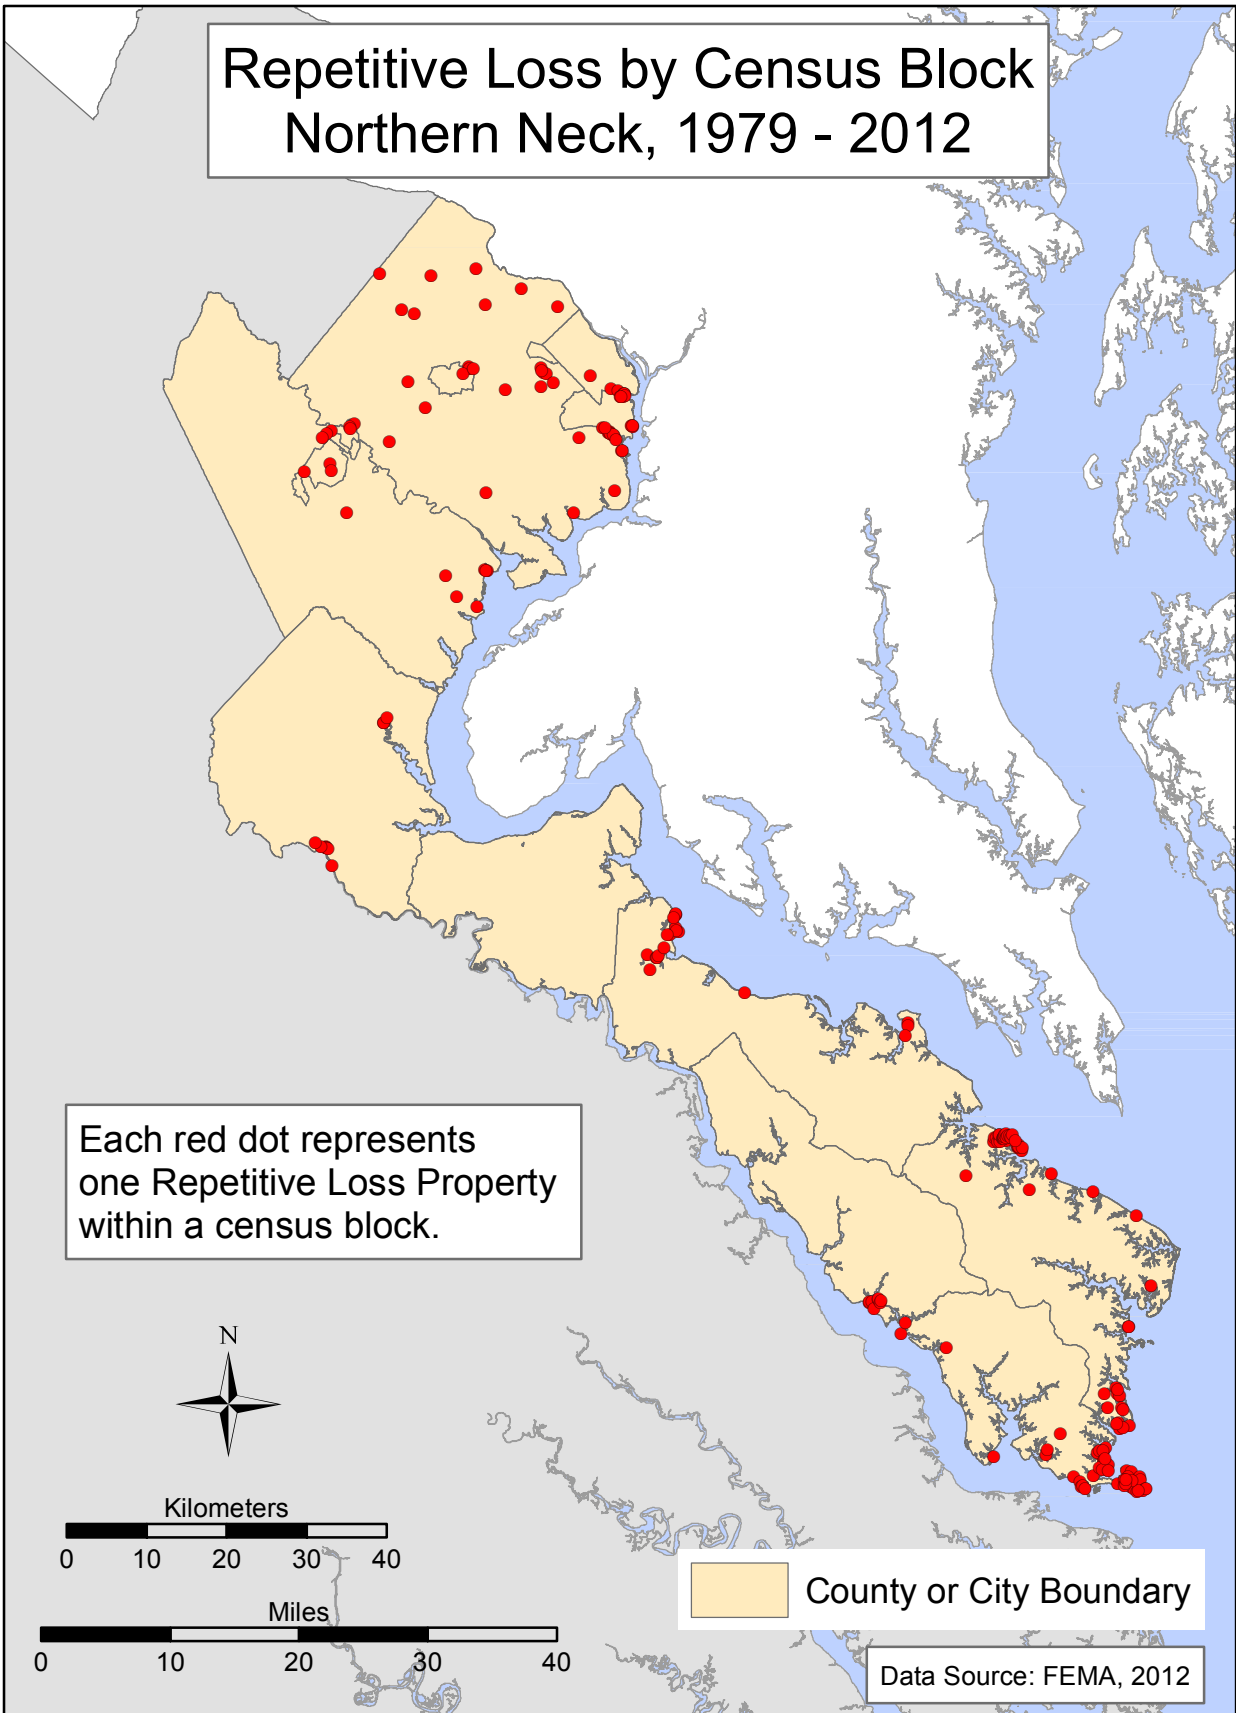 Repetitive Loss by Census Block
Northern Neck, 1979 - 2012
Each red dot represents
one Repetitive Loss Property
within a census block.
N
Kilometers
0 10 20 30 40
Miles
0 10 20 30 40
County or City Boundary
Data Source: FEMA, 2012